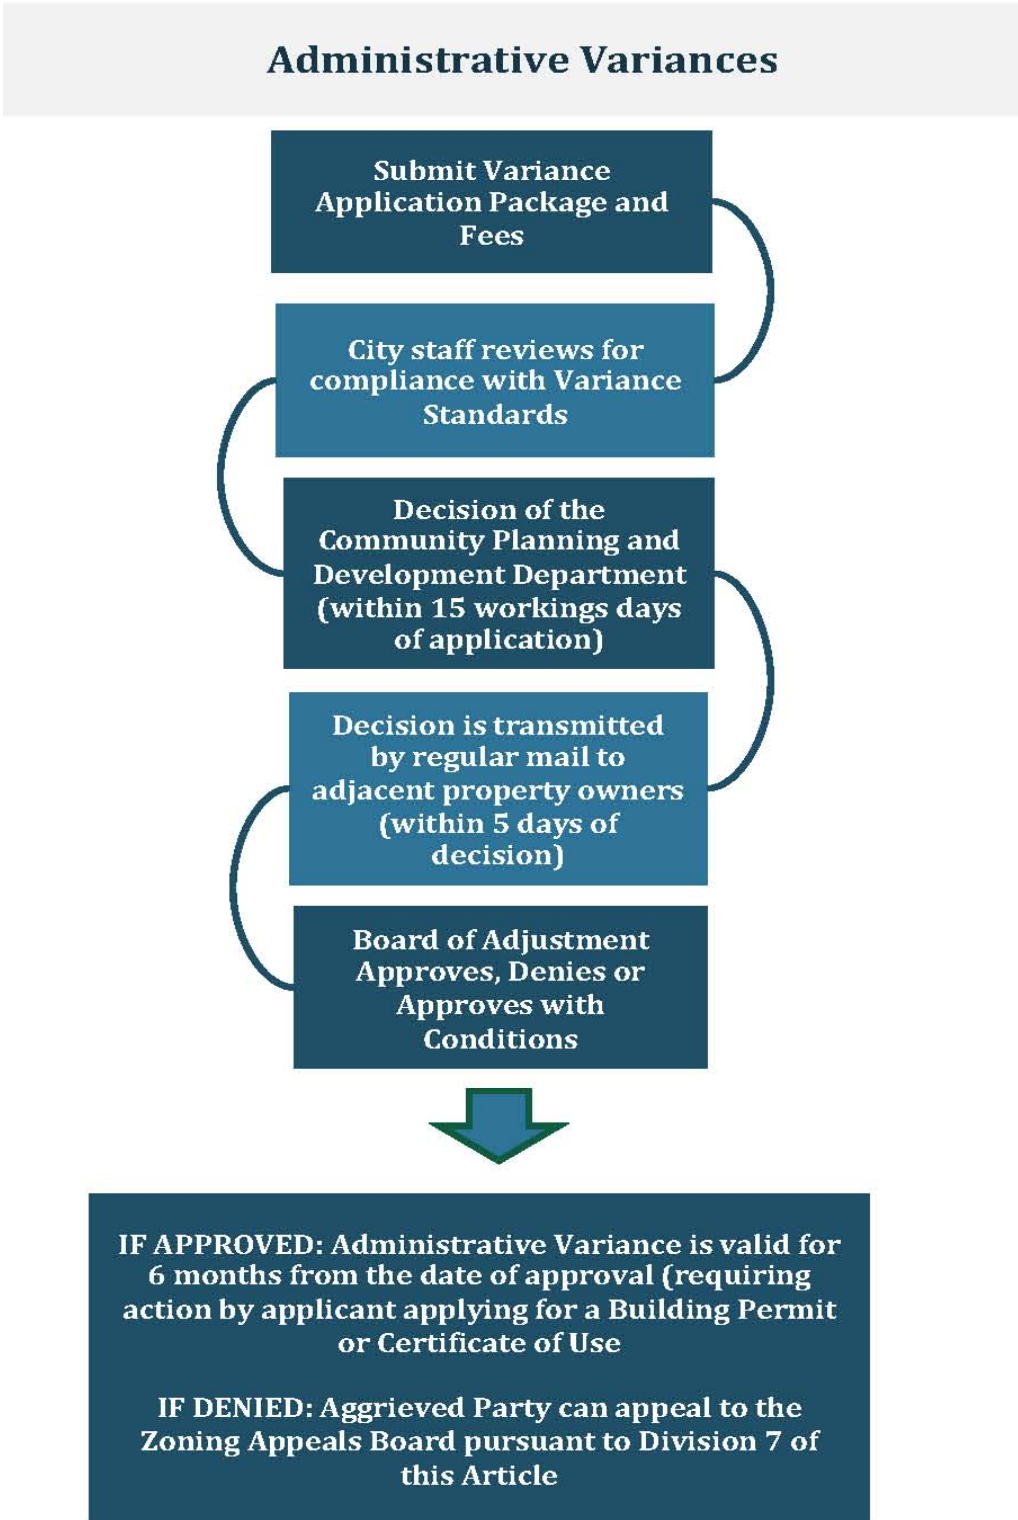 Administrative Variances
Submit Variance
Application Package and
Fees
City staff reviews for
compliance with Variance
Standards
Decision of the
Community Planning and
Development Department
(within 15 workings days
of application)
Decision is transmitted
by regular mail to
adjacent property owners
(within 5 days of
decision)
Board of Adjustment
Approves, Denies or
Approves with
Conditions
IF APPROVED: Administrative Variance is valid for
6 months from the date of approval (requiring
action by applicant applying for a Building Permit
or Certificate of Use
IF DENIED: Aggrieved Party can appeal to the
Zoning Appeals Board pursuant to Division 7 of
this Article